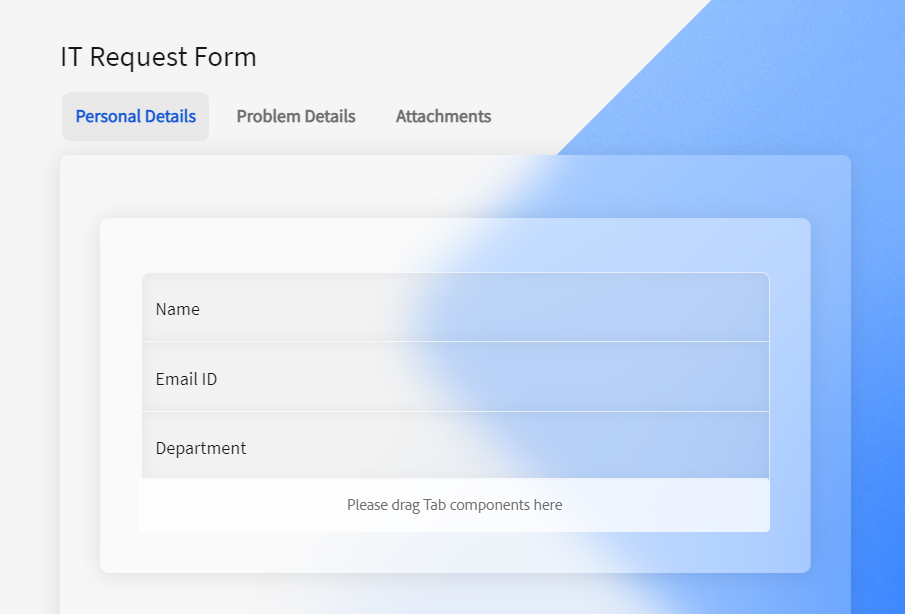 IT Request Form
Personal Details Problem Details Attachments
Name
Email ID
Department
Please drag Tab components here